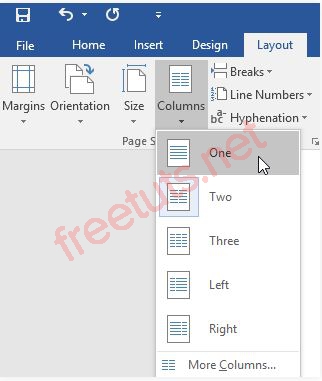 File Home Insert Design Layout
Margins Orientation Size Columns
Breaks
Line Numbers
Hyphenation
Page S
One
Two
Three
Left
Right
More Columns...
freetuts.net